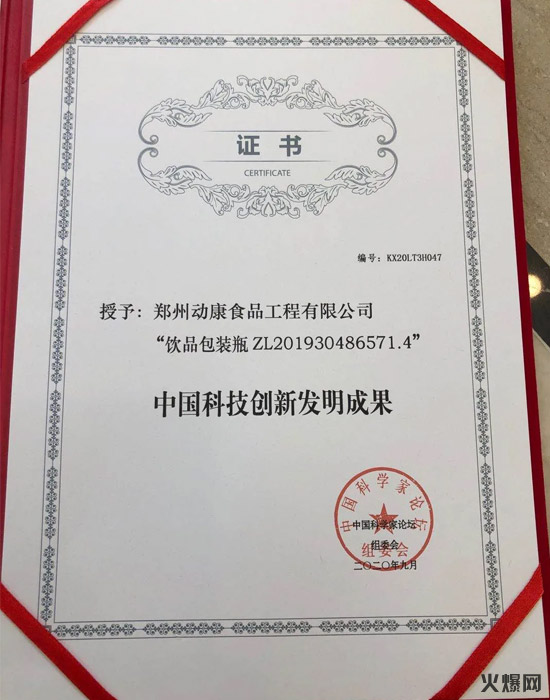 证书
CERTIFICATE
编号：KX20LT3H047
授予：郑州动康食品工程有限公司
“饮品包装瓶 ZL201930486571.4”
中国科技创新发明成果
中国科学家论坛
组委会
中国科学家论坛
组委会
二〇二〇年九月
火爆网